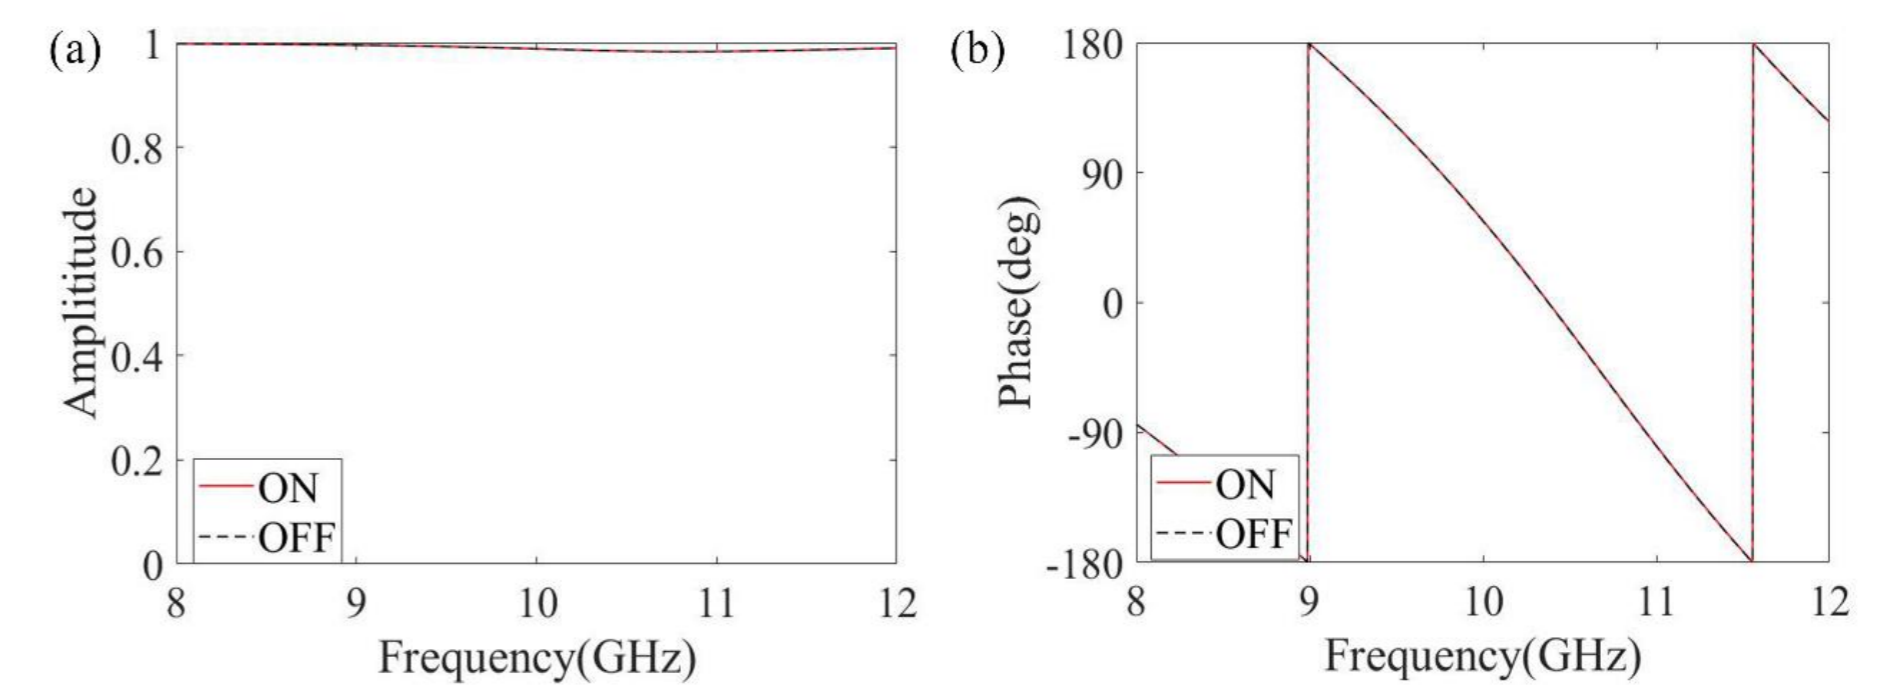 (a)
1
0.8
0.6
0.4
0.2
0
Amplititude
ON
OFF
8 9 10 11 12
Frequency(GHz)
(b)
180
90
0
-90
-180
Phase(deg)
ON
OFF
8 9 10 11 12
Frequency(GHz)